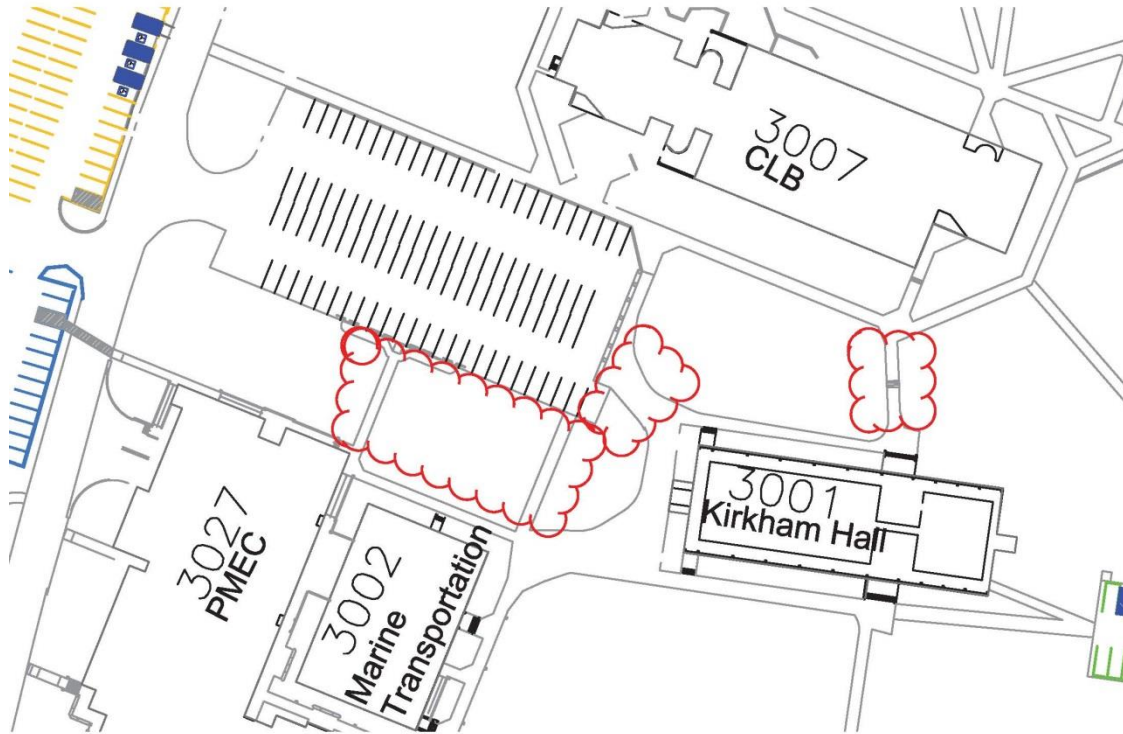 3007
CLB
3001
Kirkham Hall
3027
PMEC
3002
Marine
Transportation